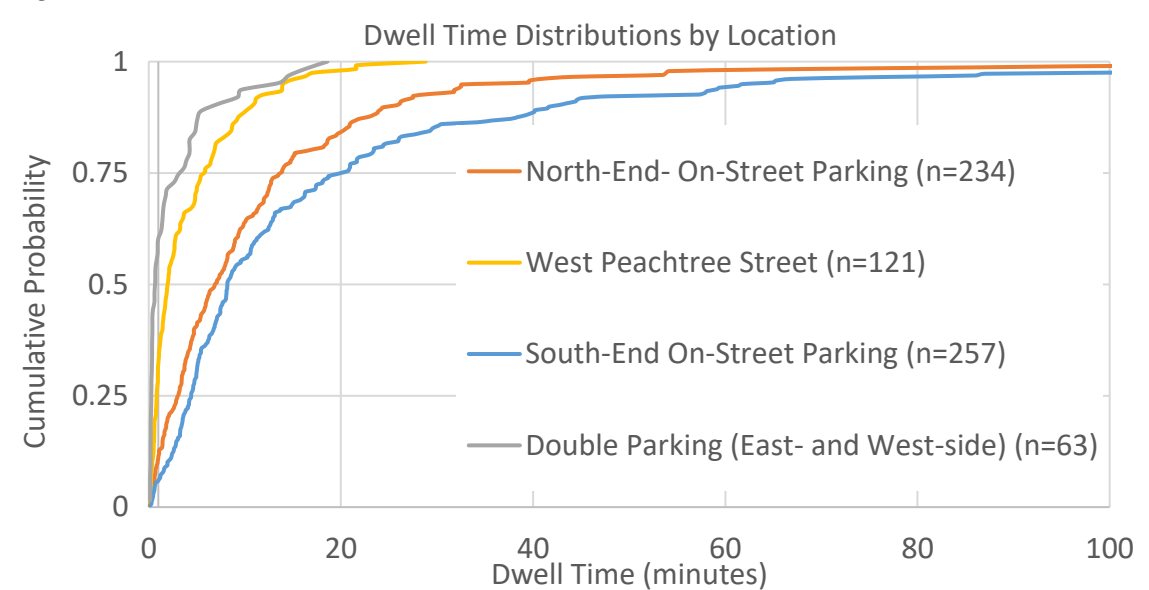 Dwell Time Distributions by Location
Cumulative Probability
1
0.75
0.5
0.25
0
North-End- On-Street Parking (n=234)
West Peachtree Street (n=121)
South-End On-Street Parking (n=257)
Double Parking (East- and West-side) (n=63)
0 20 40 60 80 100
Dwell Time (minutes)